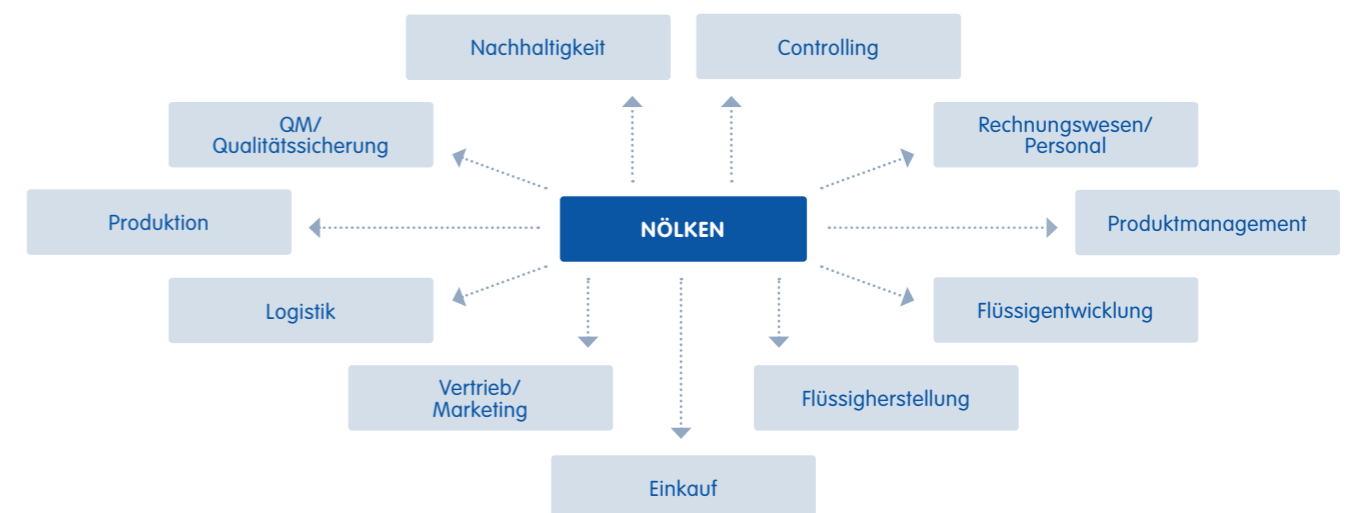 Nachhaltigkeit
Controlling
QM/
Qualitätssicherung
Rechnungswesen/
Personal
Produktion
NÖLKEN
Produktmanagement
Logistik
Flüssigentwicklung
Vertrieb/
Marketing
Flüssigherstellung
Einkauf